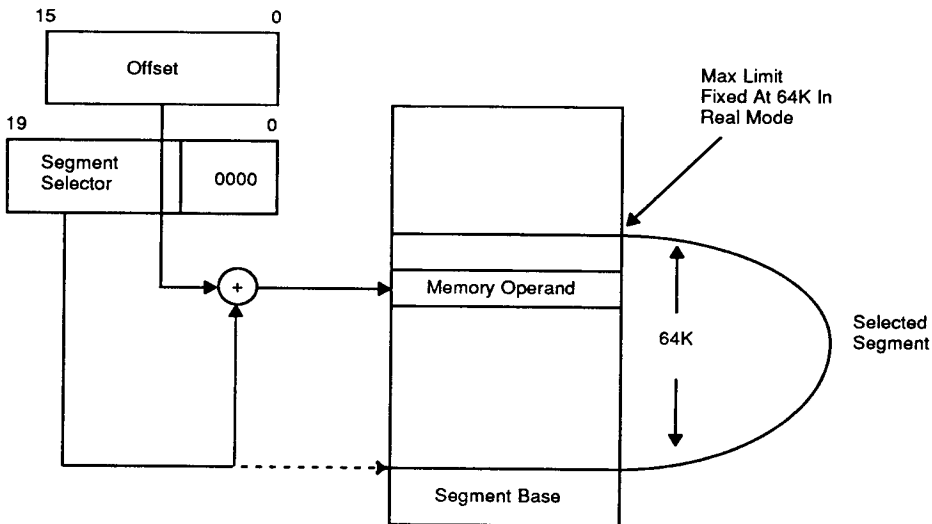 15 0
Offset
19 0
Segment
Selector
0000
Max Limit
Fixed At 64K In
Real Mode
+
Memory Operand
64K
Selected
Segment
Segment Base